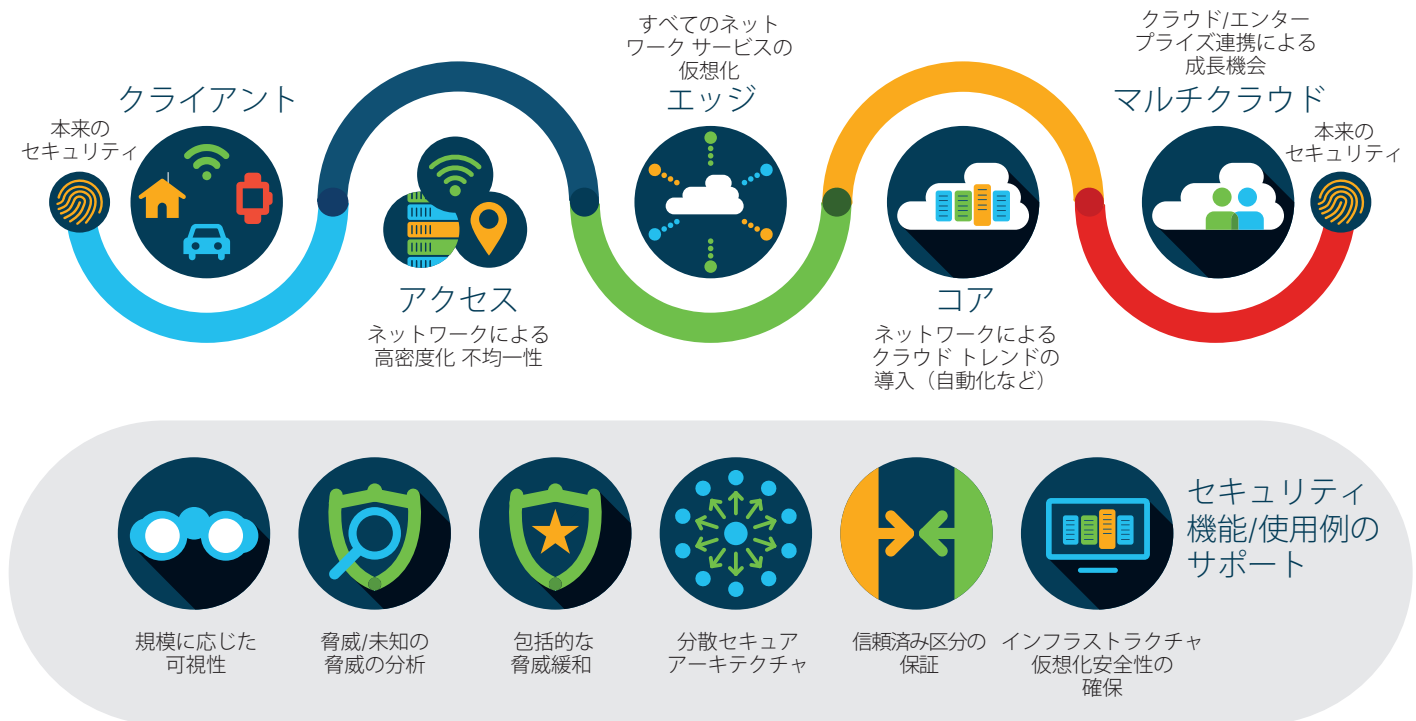 本来の
セキュリティ
クライアント
アクセス
ネットワークによる
高密度化 不均一性
すべてのネット
ワーク サービスの
仮想化
エッジ
コア
ネットワークによる
クラウド トレンドの
導入（自動化など）
クラウド/エンター
プライズ連携による
成長機会
マルチクラウド
本来の
セキュリティ
規模に応じた
可視性
脅威/未知の
脅威の分析
包括的な
脅威緩和
分散セキュア
アーキテクチャ
信頼済み区分の
保証
インフラストラクチャ
仮想化安全性の
確保
セキュリティ
機能/使用例の
サポート